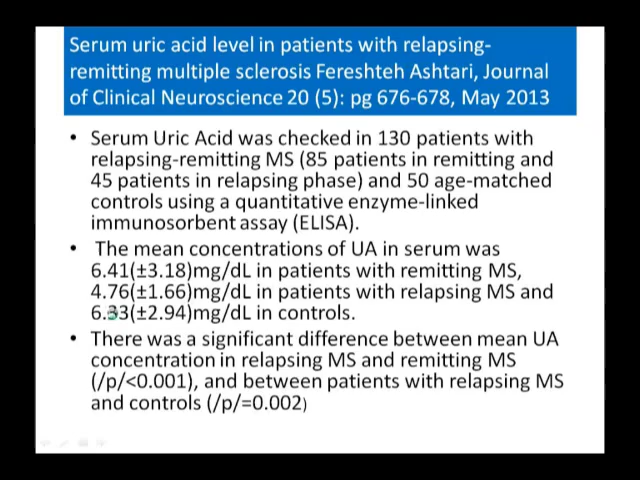 Serum uric acid level in patients with relapsing-
remitting multiple sclerosis Fereshteh Ashtari, Journal
of Clinical Neuroscience 20 (5): pg 676-678, May 2013
• Serum Uric Acid was checked in 130 patients with
relapsing-remitting MS (85 patients in remitting and
45 patients in relapsing phase) and 50 age-matched
controls using a quantitative enzyme-linked
immunosorbent assay (ELISA).
• The mean concentrations of UA in serum was
6.41(±3.18)mg/dL in patients with remitting MS,
4.76(±1.66)mg/dL in patients with relapsing MS and
6.33(±2.94)mg/dL in controls.
• There was a significant difference between mean UA
concentration in relapsing MS and remitting MS
(/p/<0.001), and between patients with relapsing MS
and controls (/p/=0.002)